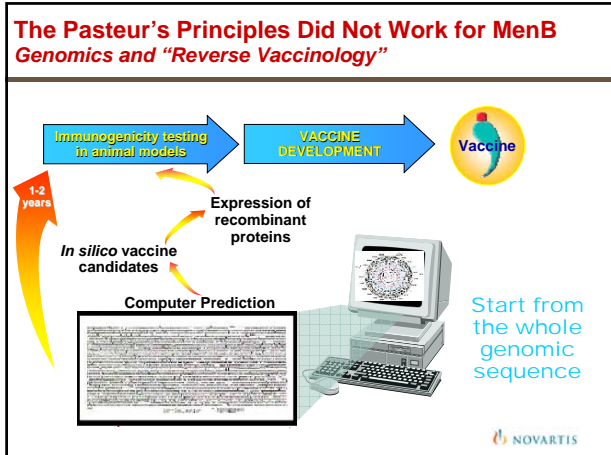 The Pasteur's Principles Did Not Work for MenB
Genomics and “Reverse Vaccinology”
Immunogenicity testing
in animal models
VACCINE
DEVELOPMENT
Vaccine
1-2
years
Expression of
recombinant
proteins
In silico vaccine
candidates
Computer Prediction
Start from
the whole
genomic
sequence
NOVARTIS